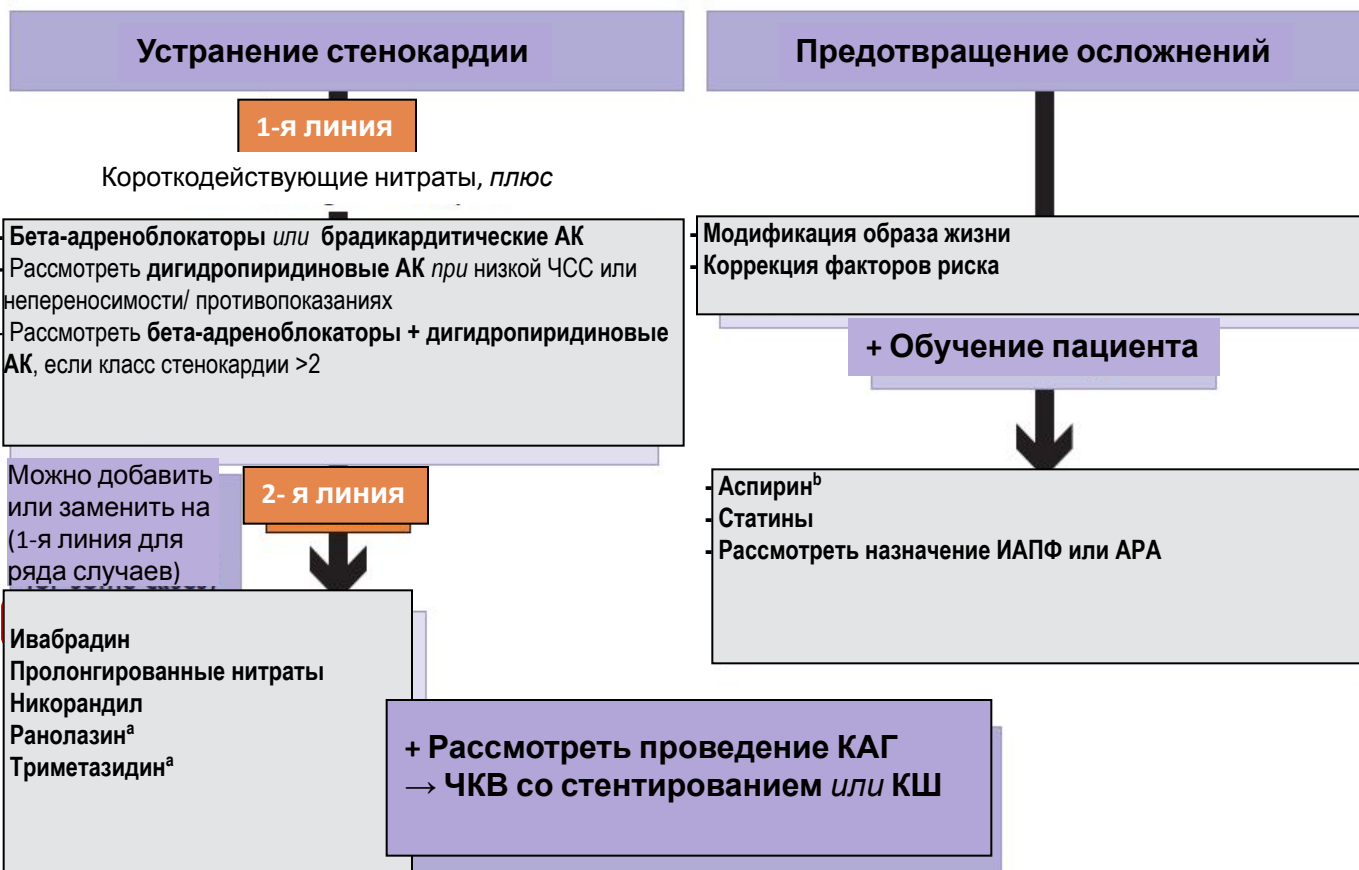 Устранение стенокардии
1-я линия
Короткодействующие нитраты, плюс
- Бета-адреноблокаторы или брадикардитические АК
- Рассмотреть дигидропиридиновые АК при низкой ЧСС или
непереносимости/ противопоказаниях
- Рассмотреть бета-адреноблокаторы + дигидропиридиновые
АК, если класс стенокардии >2
Можно добавить
или заменить на
(1-я линия для
ряда случаев)
2- я линия
Ивабрадин
Пролонгированные нитраты
Никорандил
Ранолазинᵃ
Триметазидинᵃ
+ Рассмотреть проведение КАГ
→ ЧКВ со стентированием или КШ
Предотвращение осложнений
- Модификация образа жизни
- Коррекция факторов риска
+ Обучение пациента
- Аспиринᵇ
- Статины
- Рассмотреть назначение ИАПФ или АРА